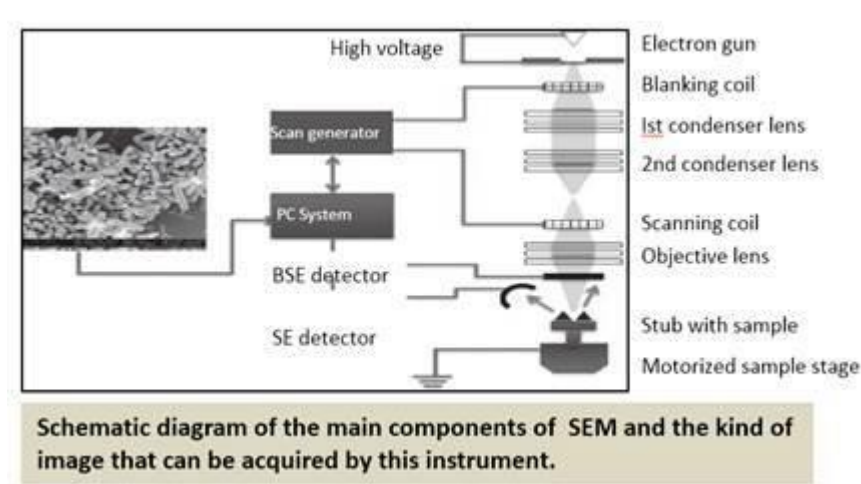 High voltage
Electron gun
Blanking coil
Ist condenser lens
Scan generator
2nd condenser lens
PC System
Scanning coil
Objective lens
BSE detector
Stub with sample
SE detector
Motorized sample stage
Schematic diagram of the main components of SEM and the kind of
image that can be acquired by this instrument.